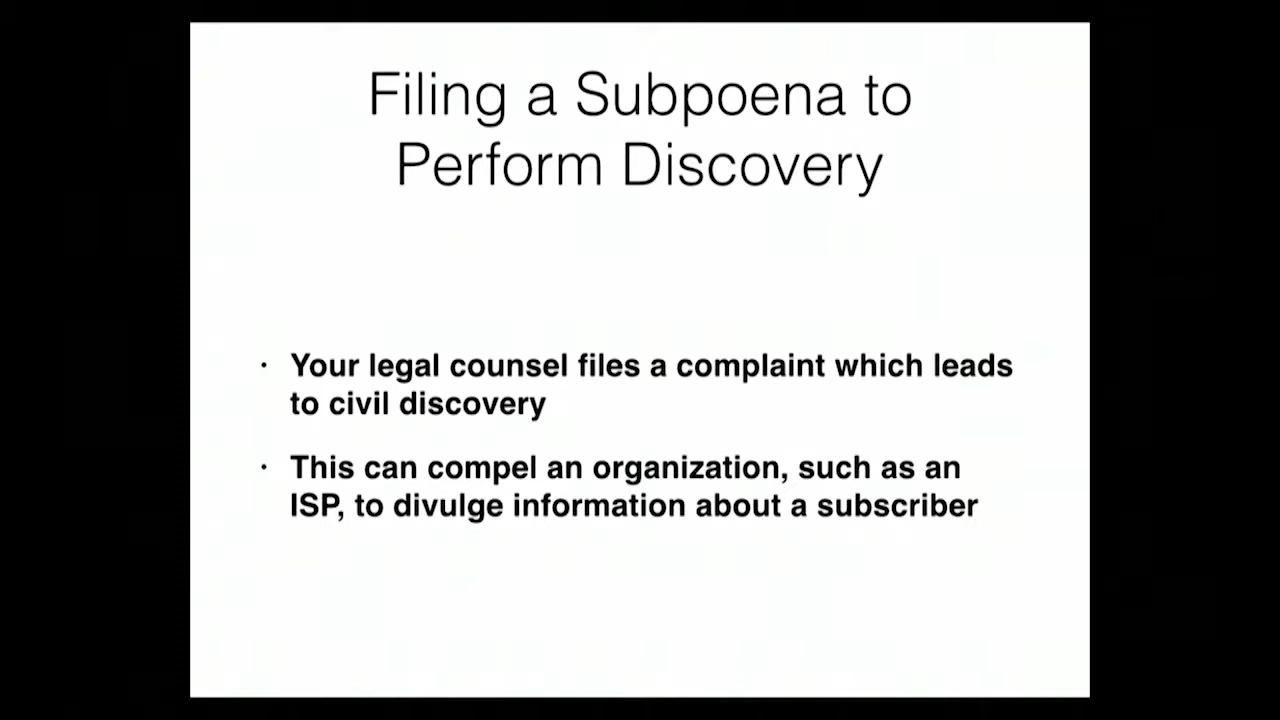 Filing a Subpoena to
Perform Discovery
· Your legal counsel files a complaint which leads
to civil discovery
· This can compel an organization, such as an
ISP, to divulge information about a subscriber